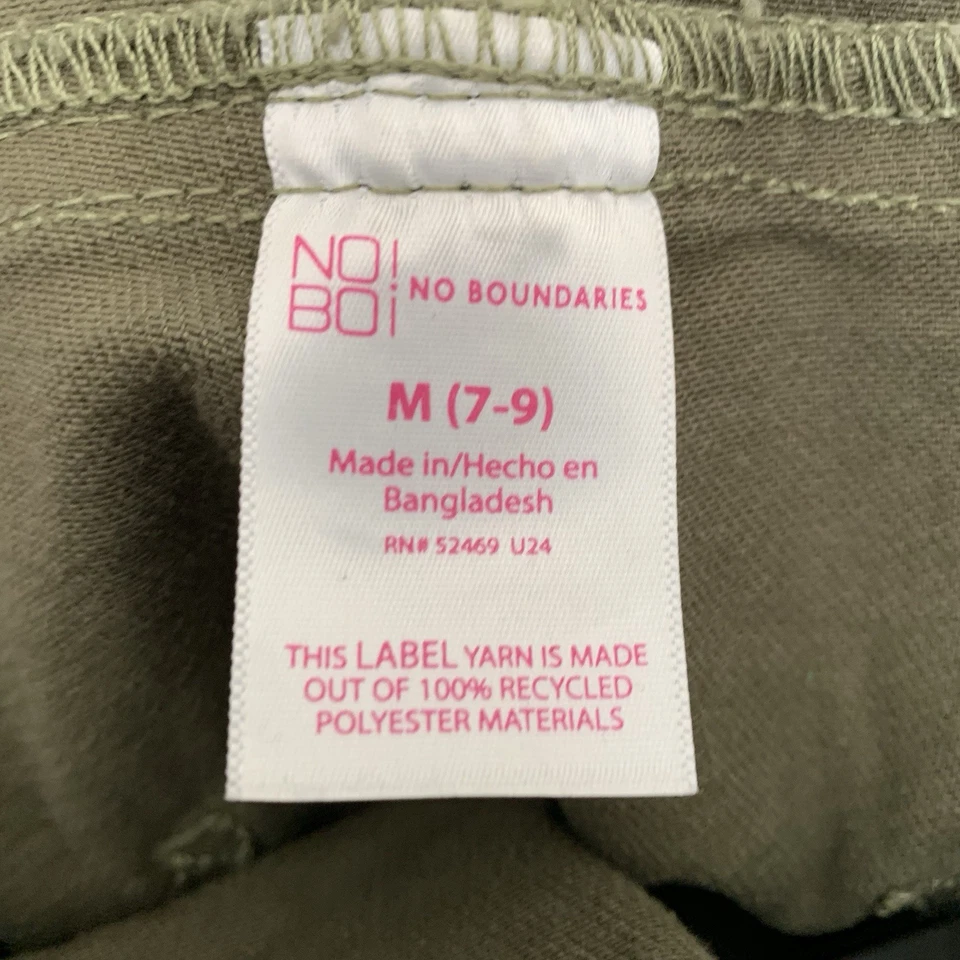 NO!
BO¡
NO BOUNDARIES
M (7-9)
Made in/Hecho en
Bangladesh
RN# 52469 U24
THIS LABEL YARN IS MADE
OUT OF 100% RECYCLED
POLYESTER MATERIALS